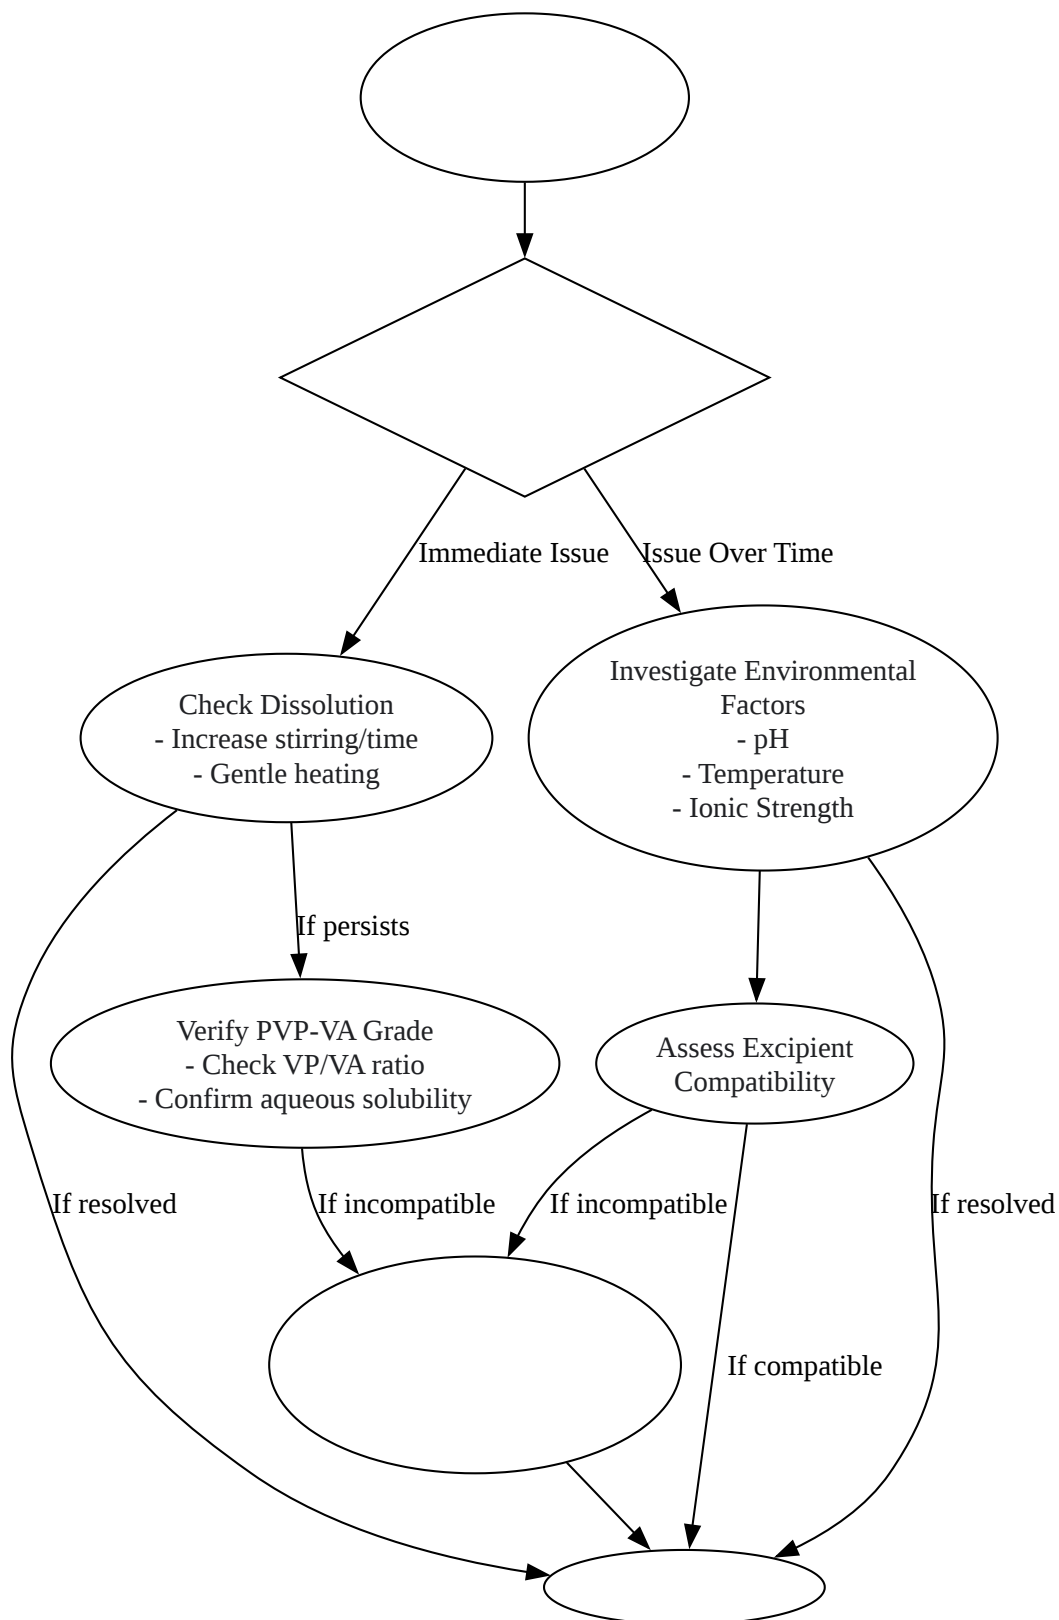 Immediate Issue
Issue Over Time
Check Dissolution
- Increase stirring/time
- Gentle heating
Investigate Environmental
Factors
- pH
- Temperature
- Ionic Strength
If persists
Verify PVP-VA Grade
- Check VP/VA ratio
- Confirm aqueous solubility
Assess Excipient
Compatibility
If resolved
If incompatible
If incompatible
If resolved
If compatible